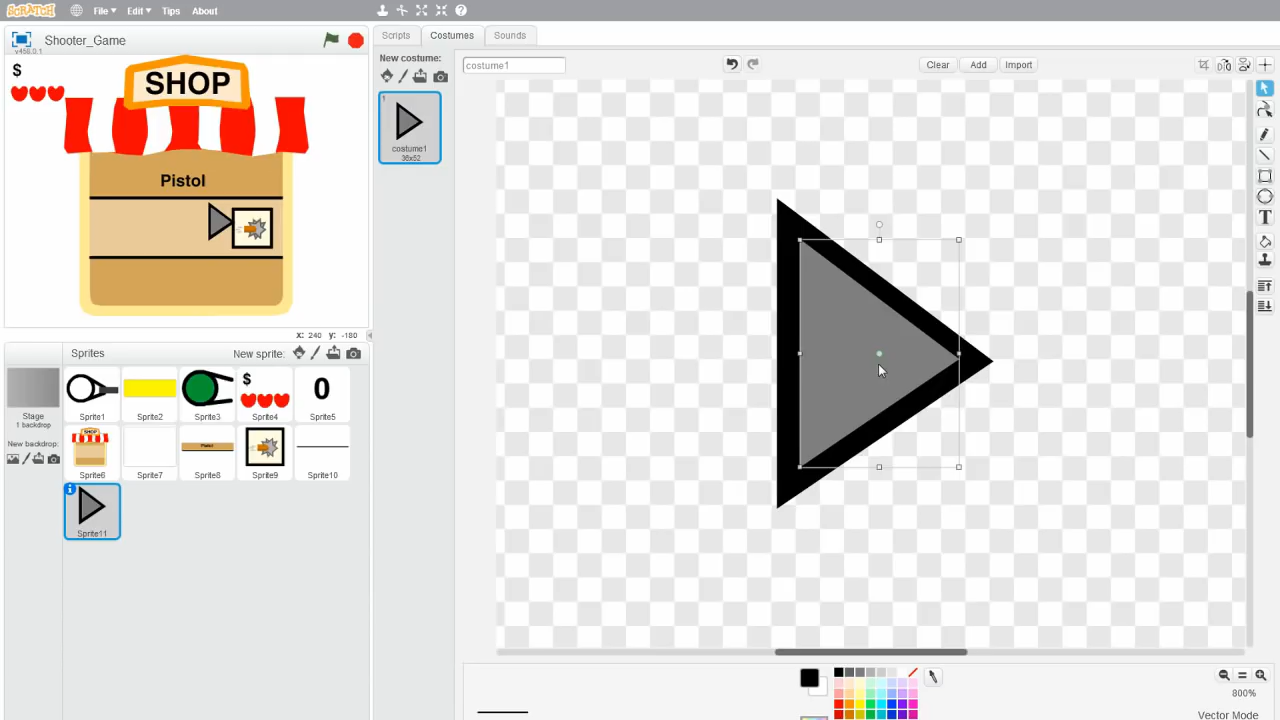 SCRATCH File Edit Tips About
Scripts Costumes Sounds
Shooter_Game
v458.0.1
New costume:
costume1
Clear Add Import
$
SHOP
1
costume1
36x52
Pistol
x: 240 y: -180
Sprites New sprite:
$
0
Stage
1 backdrop
Sprite1 Sprite2 Sprite3 Sprite4 Sprite5
New backdrop:
SHOP
Pistol
Sprite6 Sprite7 Sprite8 Sprite9 Sprite10
i
Sprite11
800%
Vector Mode